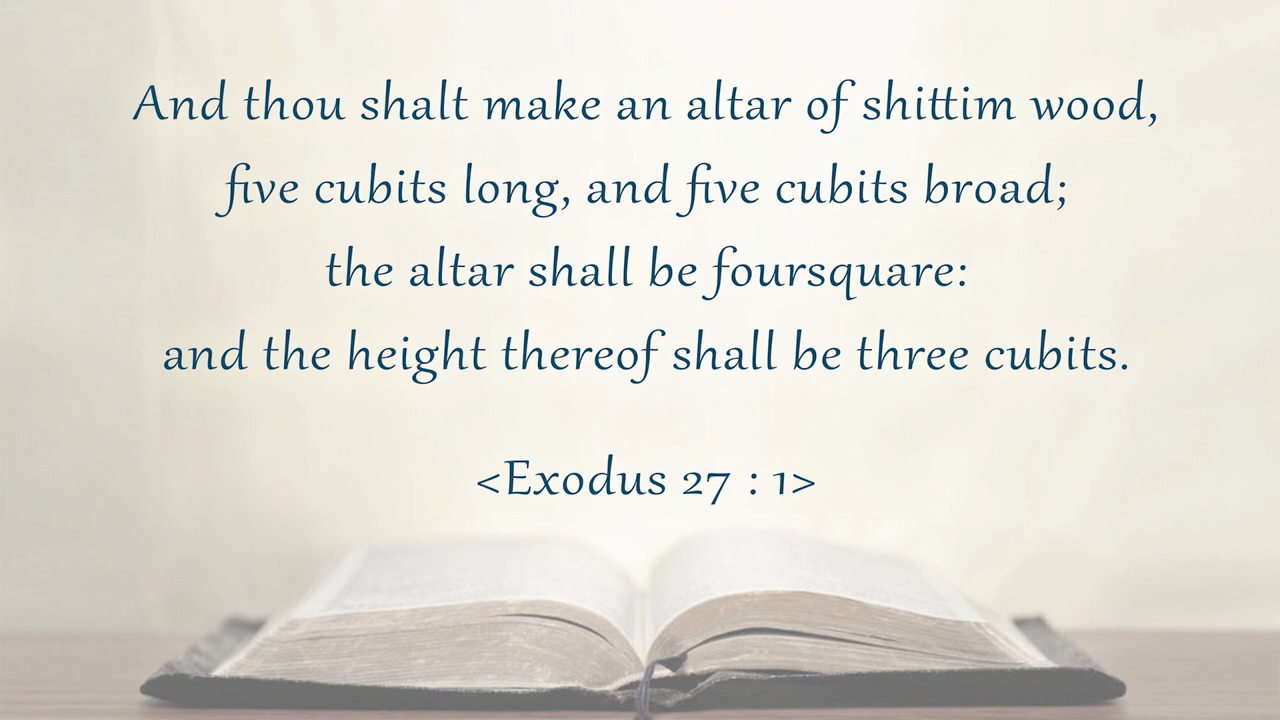 And thou shalt make an altar of shittim wood,
five cubits long, and five cubits broad;
the altar shall be foursquare:
and the height thereof shall be three cubits.
<Exodus 27 : 1>